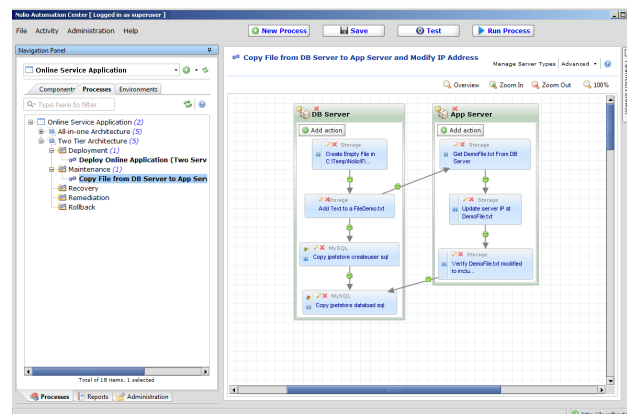 Nolio Automation Center [ Logged in as superuser ]
File Activity Administration Help
New Process
Save
Test
Run Process
Navigation Panel
Online Service Application
Components Processes Environments
Type here to filter
Online Service Application (2)
All-in-one Architecture (5)
Two Tier Architecture (5)
Deployment (1)
Deploy Online Application (Two Serv
Maintenance (1)
Copy File from DB Server to App Serv
Recovery
Remediation
Rollback
Total of 18 items, 1 selected
Processes Reports Administration
Copy File from DB Server to App Server and Modify IP Address
Manage Server Types Advanced
Overview Zoom In Zoom Out 100%
DB Server
Add action
Storage
Create Empty File in
C:\Temp\Nolio\Fi...
Storage
Add Text to a FileDemo.txt
MySQL
Copy jpetstore createuser sql
MySQL
Copy jpetstore dataload sql
App Server
Add action
Storage
Get DemoFile.txt From DB
Server
Storage
Update server IP at
DemoFile.txt
Storage
Verify DemoFile.txt modified
to inclu...